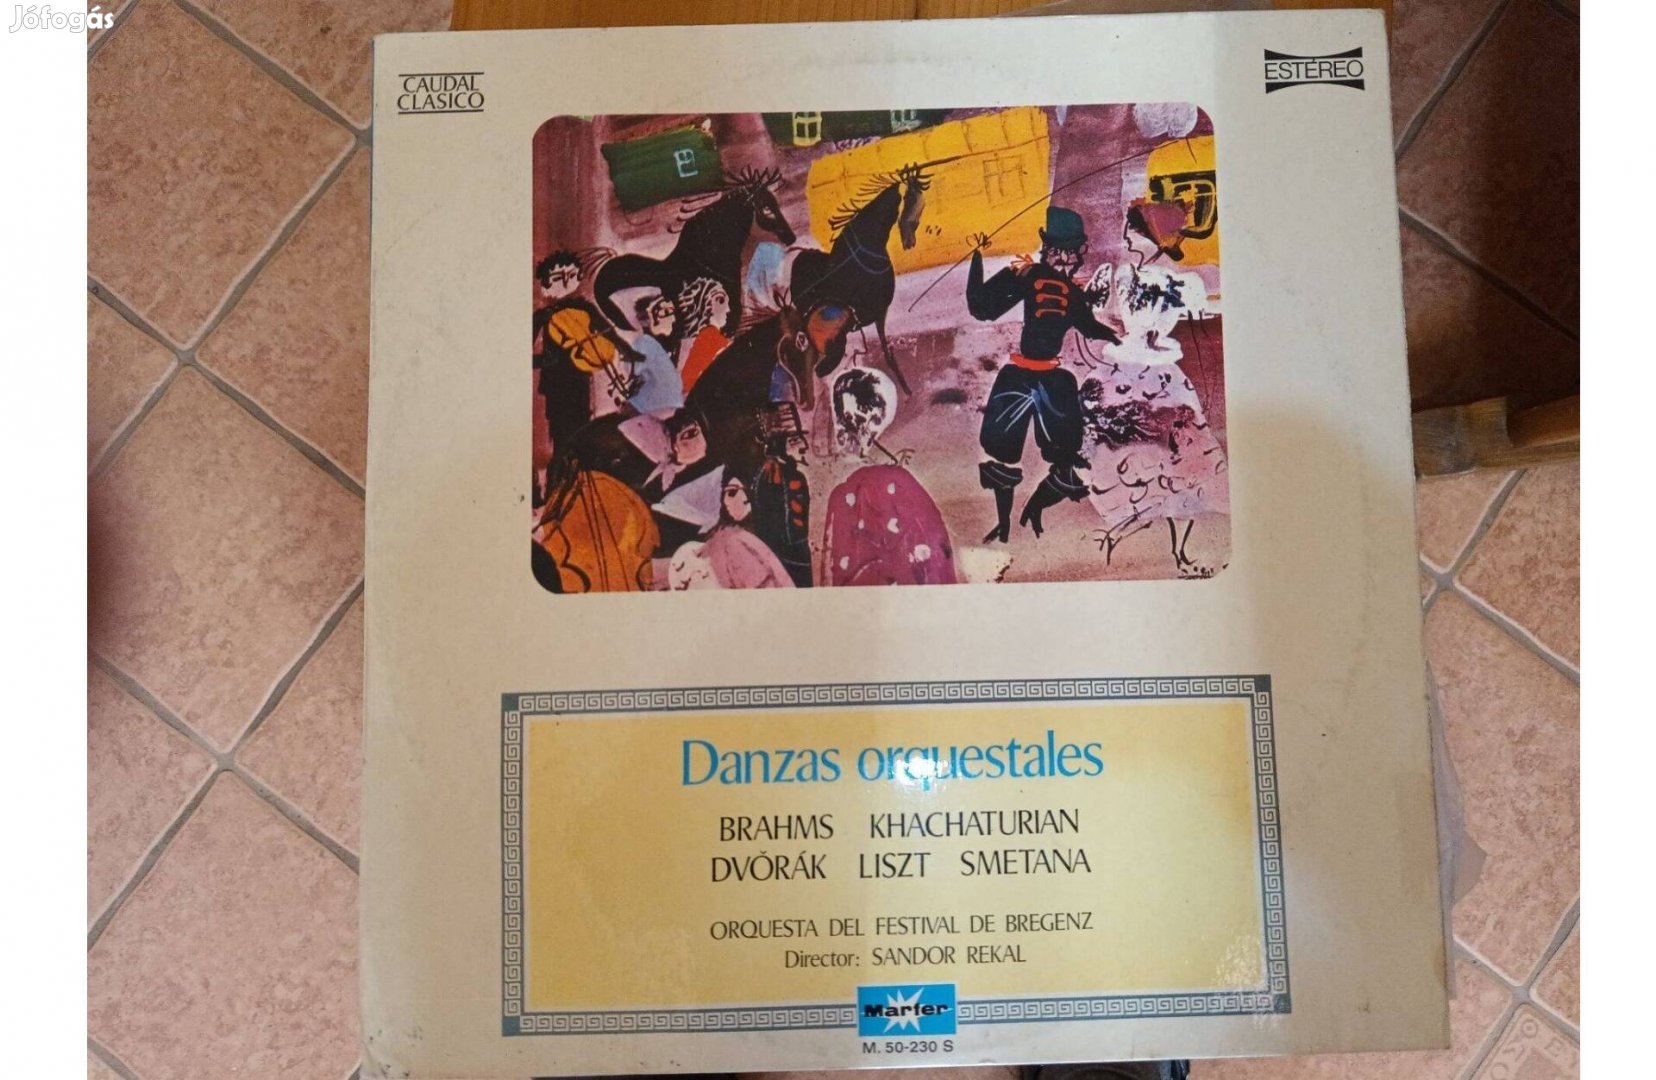 Jófogás
CAUDAL
CLASICO
ESTÉREO
Danzas orquestales
BRAHMS KHACHATURIAN
DVŎRÁK LISZT SMETANA
ORQUESTA DEL FESTIVAL DE BREGENZ
Director: SANDOR REKAL
Marfer
M. 50-230 S